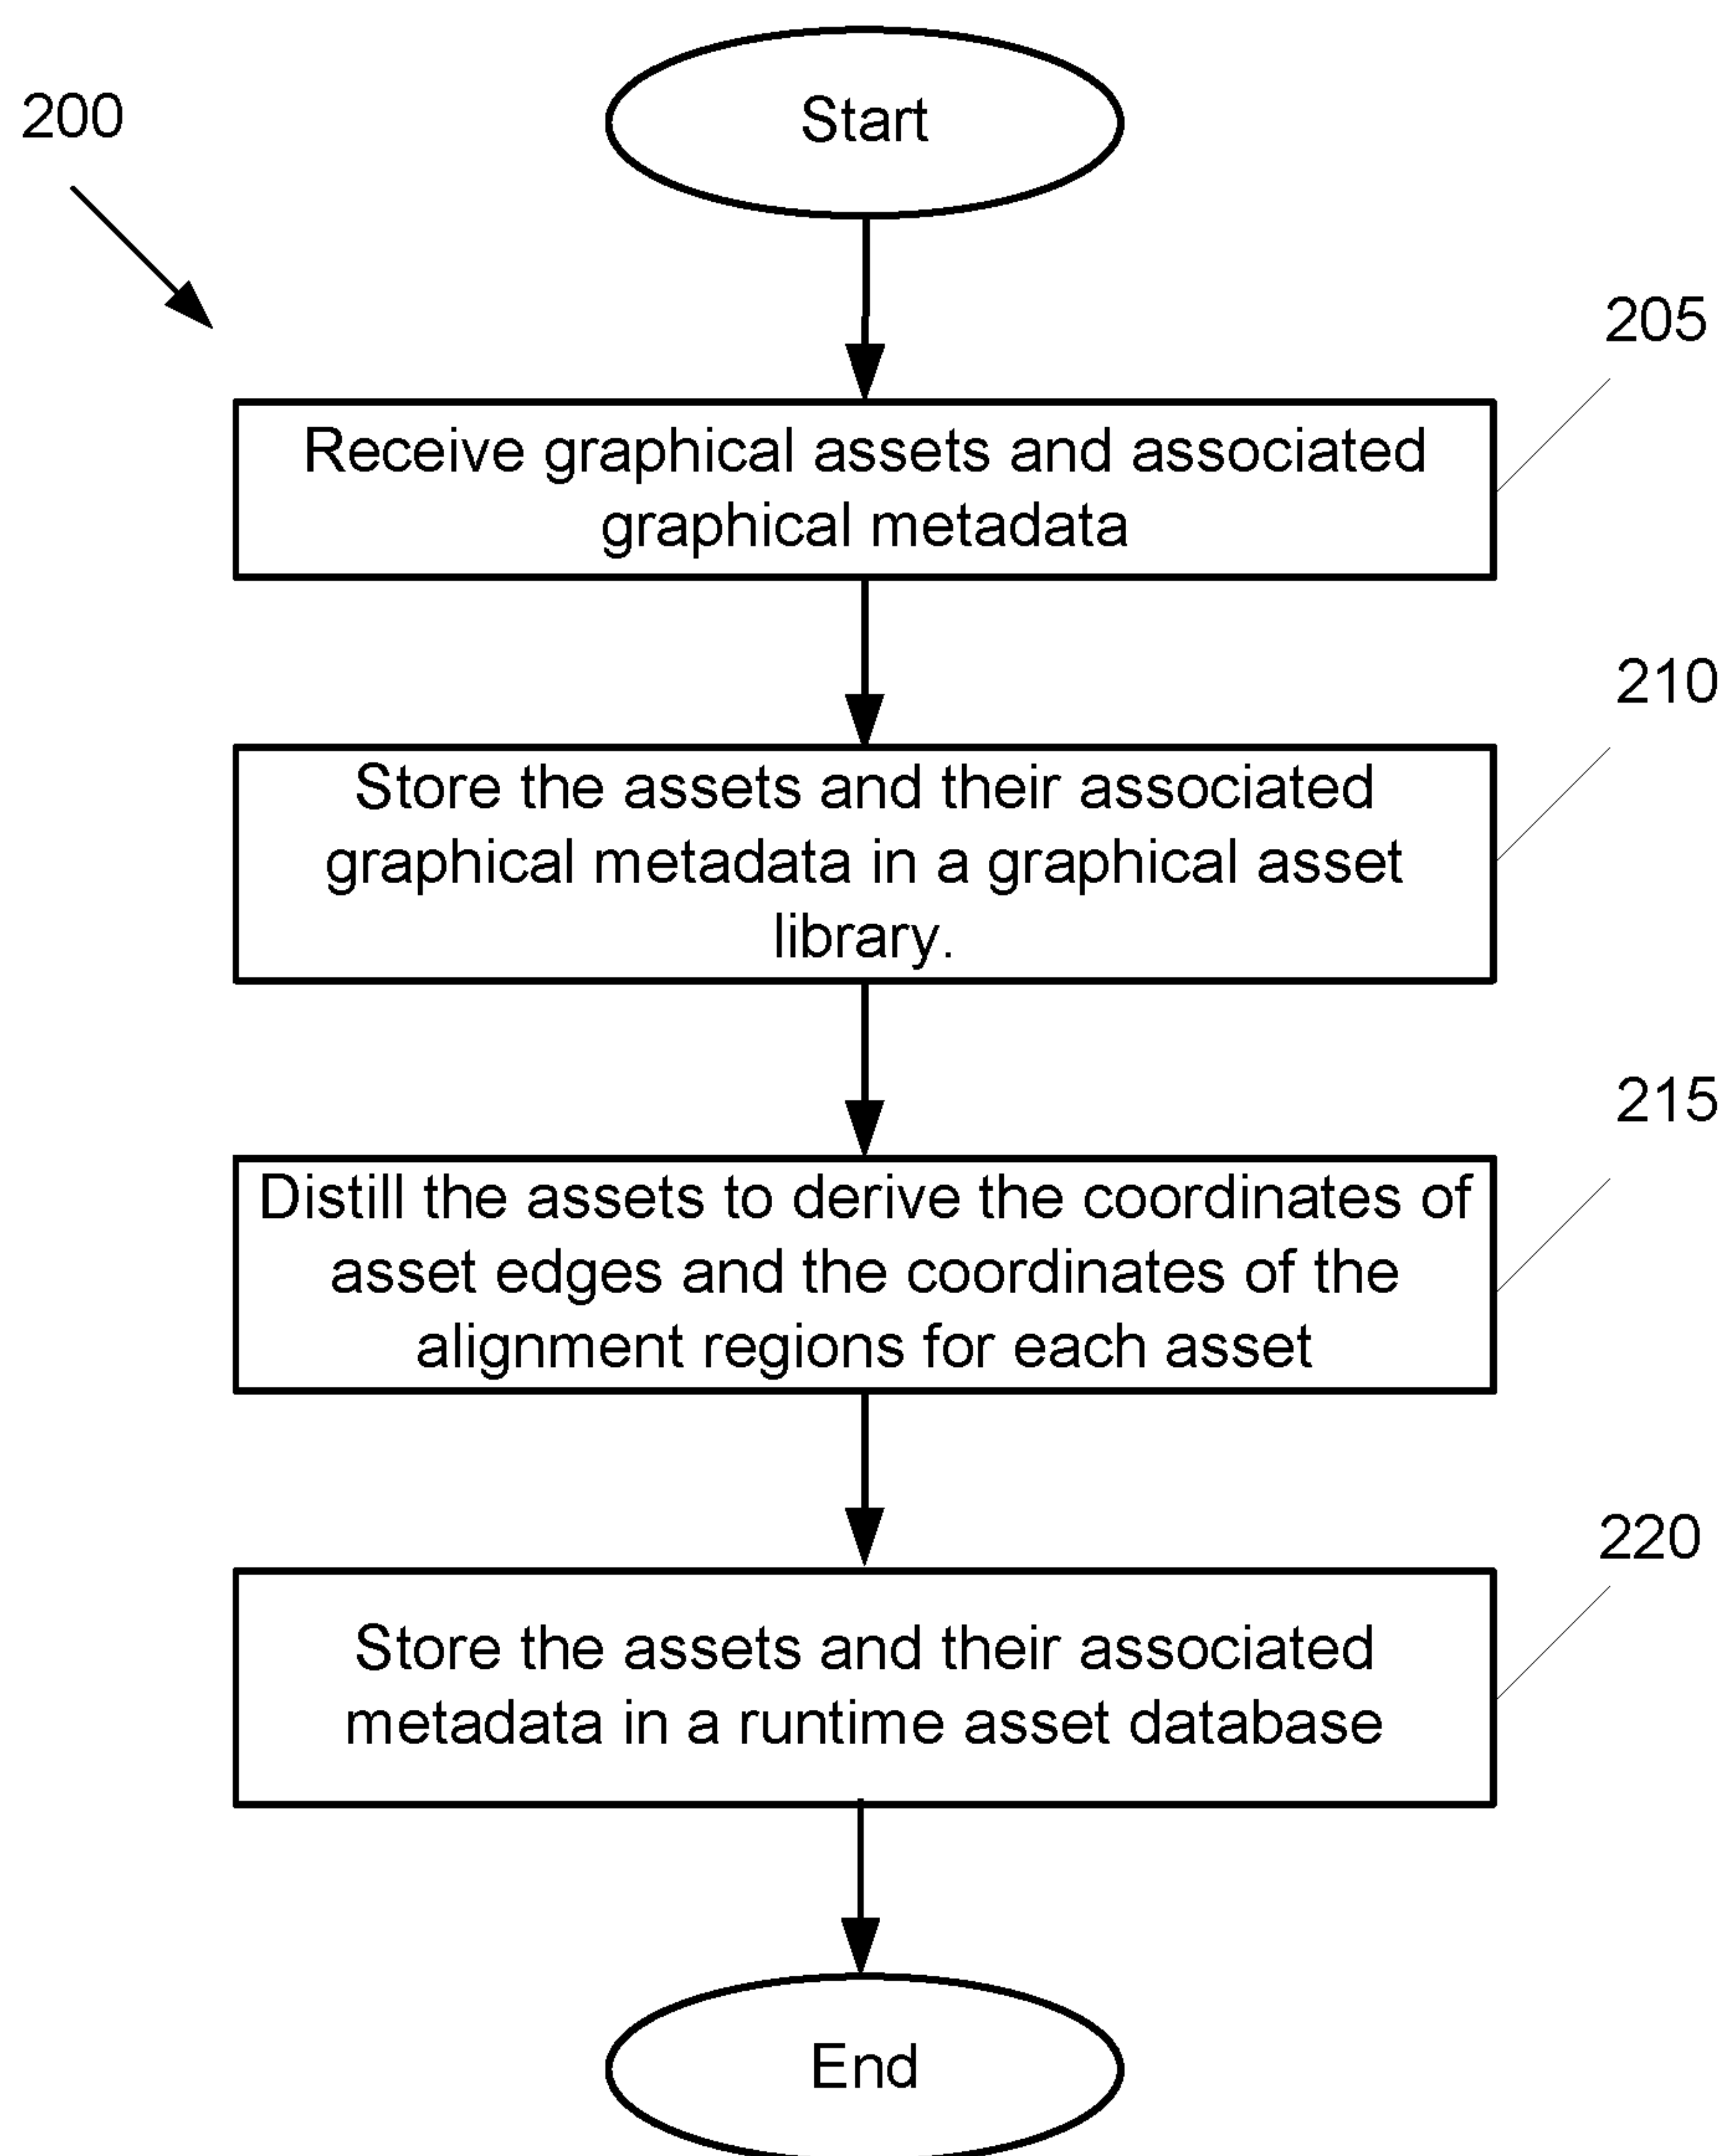 200
Start
205
Receive graphical assets and associated
graphical metadata
210
Store the assets and their associated
graphical metadata in a graphical asset
library.
215
Distill the assets to derive the coordinates of
asset edges and the coordinates of the
alignment regions for each asset
220
Store the assets and their associated
metadata in a runtime asset database
End